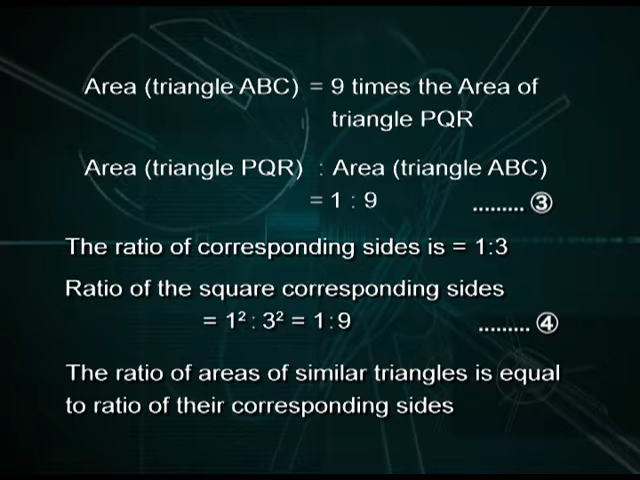 Area (triangle ABC) = 9 times the Area of
triangle PQR
Area (triangle PQR) : Area (triangle ABC)
= 1 : 9 ......... ③
The ratio of corresponding sides is = 1:3
Ratio of the square corresponding sides
= 1² : 3² = 1:9 ......... ④
The ratio of areas of similar triangles is equal
to ratio of their corresponding sides